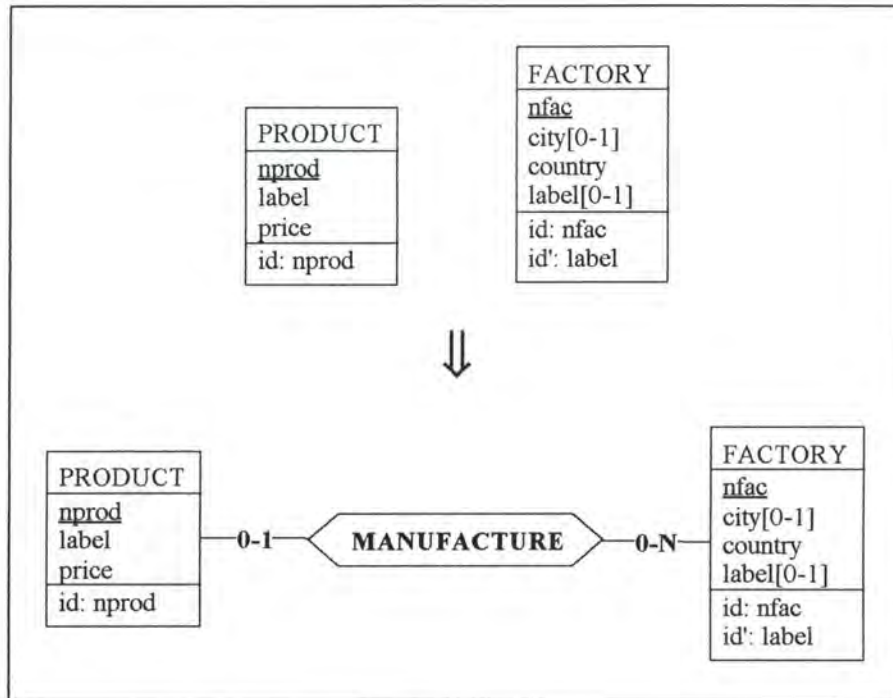 PRODUCT
nprod
label
price
id: nprod
FACTORY
nfac
city[0-1]
country
label[0-1]
id: nfac
id': label
⇓
PRODUCT
nprod
label
price
id: nprod
0-1
MANUFACTURE
0-N
FACTORY
nfac
city[0-1]
country
label[0-1]
id: nfac
id': label